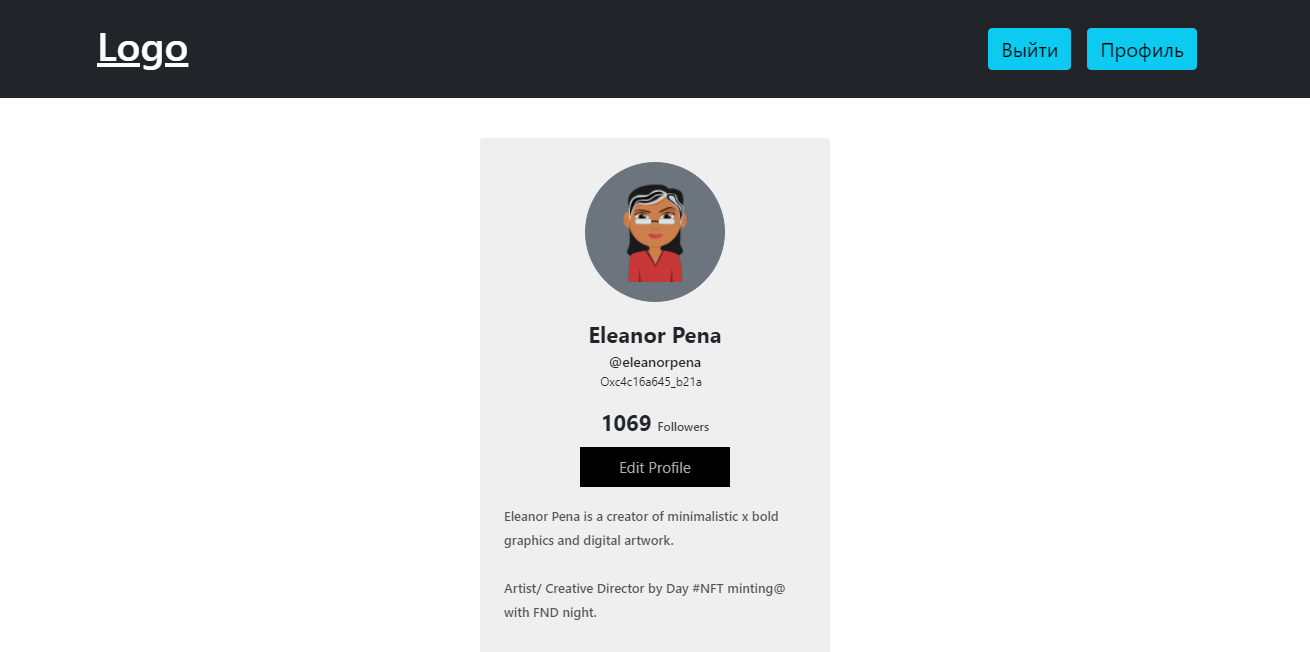 Logo
Выйти Профиль
Eleanor Pena
@eleanorpena
Oxc4c16a645_b21a
1069 Followers
Edit Profile
Eleanor Pena is a creator of minimalistic x bold
graphics and digital artwork.
Artist/ Creative Director by Day #NFT minting@
with FND night.